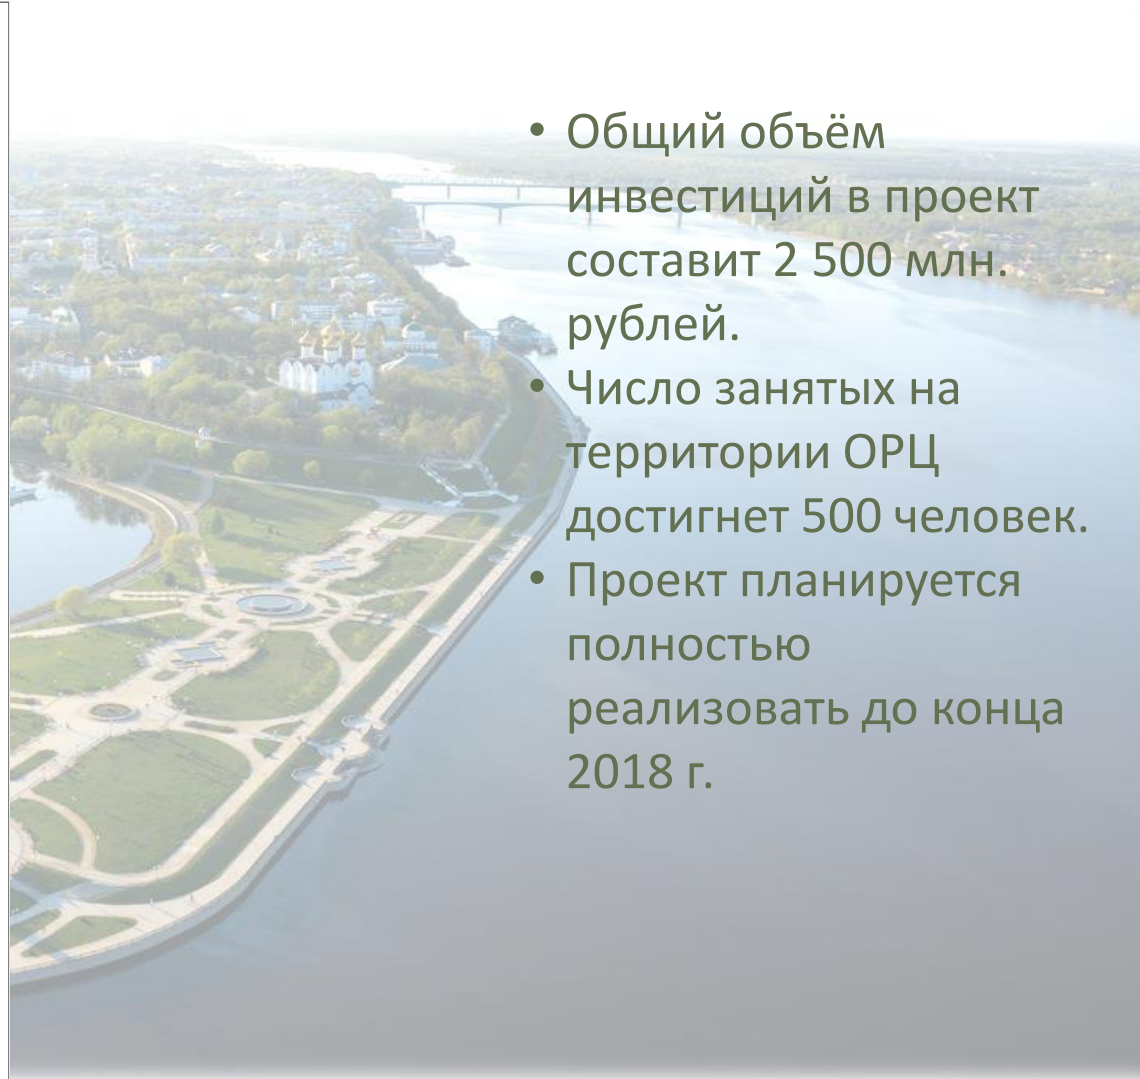 • Общий объём
инвестиций в проект
составит 2 500 млн.
рублей.
• Число занятых на
территории ОРЦ
достигнет 500 человек.
• Проект планируется
полностью
реализовать до конца
2018 г.